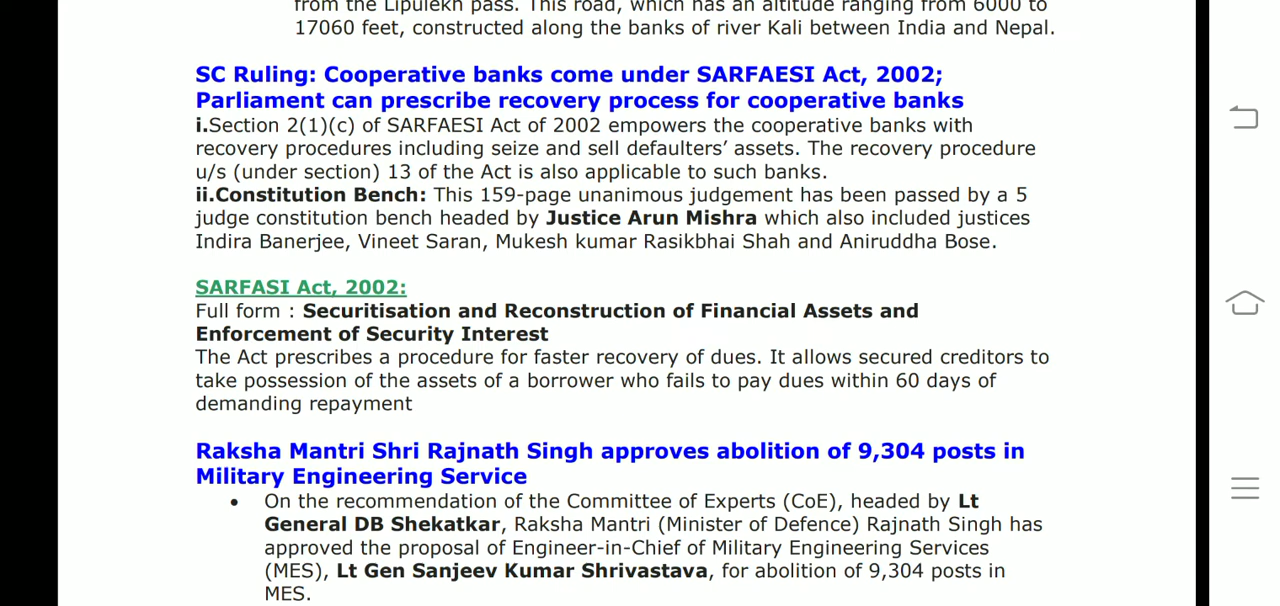 from the Lipulekh pass. This road, which has an altitude ranging from 6000 to
17060 feet, constructed along the banks of river Kali between India and Nepal.
SC Ruling: Cooperative banks come under SARFAESI Act, 2002;
Parliament can prescribe recovery process for cooperative banks
i.Section 2(1)(c) of SARFAESI Act of 2002 empowers the cooperative banks with
recovery procedures including seize and sell defaulters’ assets. The recovery procedure
u/s (under section) 13 of the Act is also applicable to such banks.
ii.Constitution Bench: This 159-page unanimous judgement has been passed by a 5
judge constitution bench headed by Justice Arun Mishra which also included justices
Indira Banerjee, Vineet Saran, Mukesh kumar Rasikbhai Shah and Aniruddha Bose.
SARFASI Act, 2002:
Full form : Securitisation and Reconstruction of Financial Assets and
Enforcement of Security Interest
The Act prescribes a procedure for faster recovery of dues. It allows secured creditors to
take possession of the assets of a borrower who fails to pay dues within 60 days of
demanding repayment
Raksha Mantri Shri Rajnath Singh approves abolition of 9,304 posts in
Military Engineering Service
• On the recommendation of the Committee of Experts (CoE), headed by Lt
General DB Shekatkar, Raksha Mantri (Minister of Defence) Rajnath Singh has
approved the proposal of Engineer-in-Chief of Military Engineering Services
(MES), Lt Gen Sanjeev Kumar Shrivastava, for abolition of 9,304 posts in
MES.